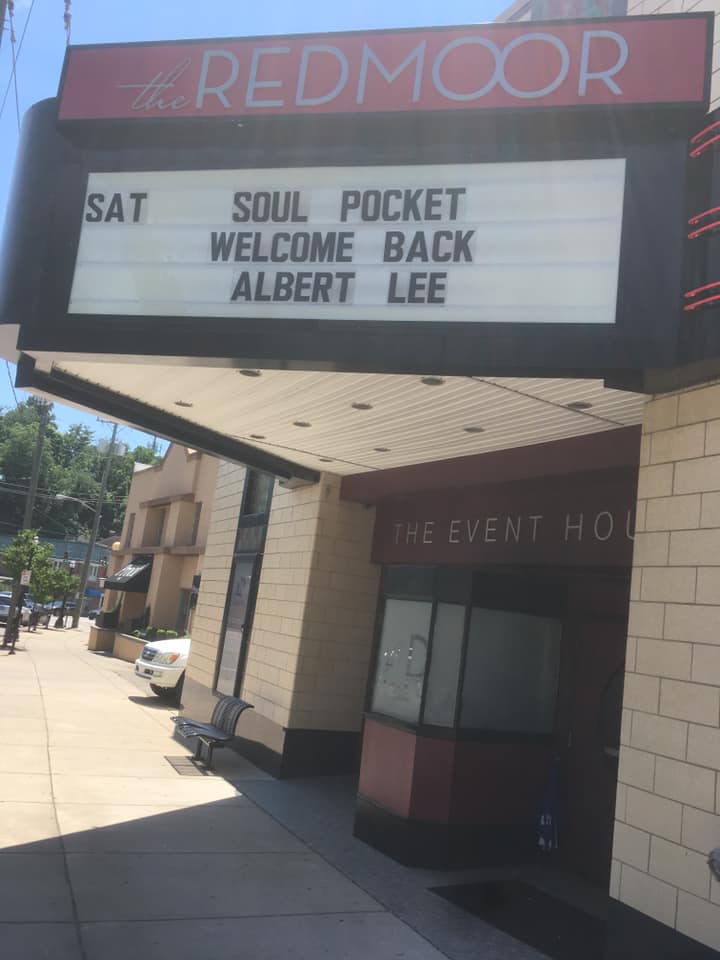 the REDMOOR
SAT SOUL POCKET
WELCOME BACK
ALBERT LEE
THE EVENT HOU